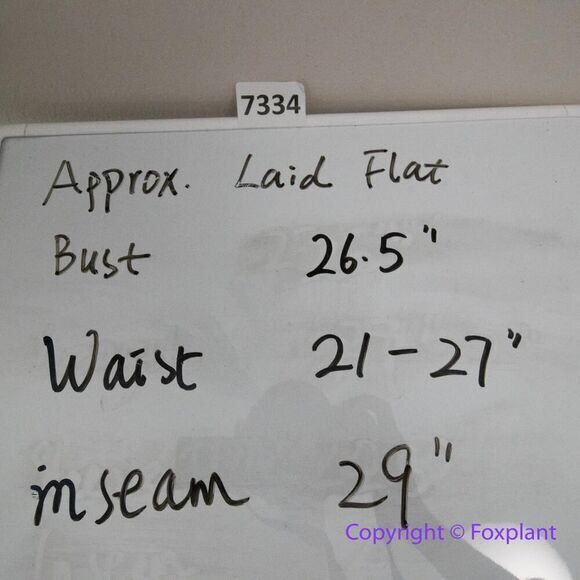 7334
Approx. Laid Flat
Bust 26.5"
Waist 21-27"
inseam 29"
Copyright © Foxplant